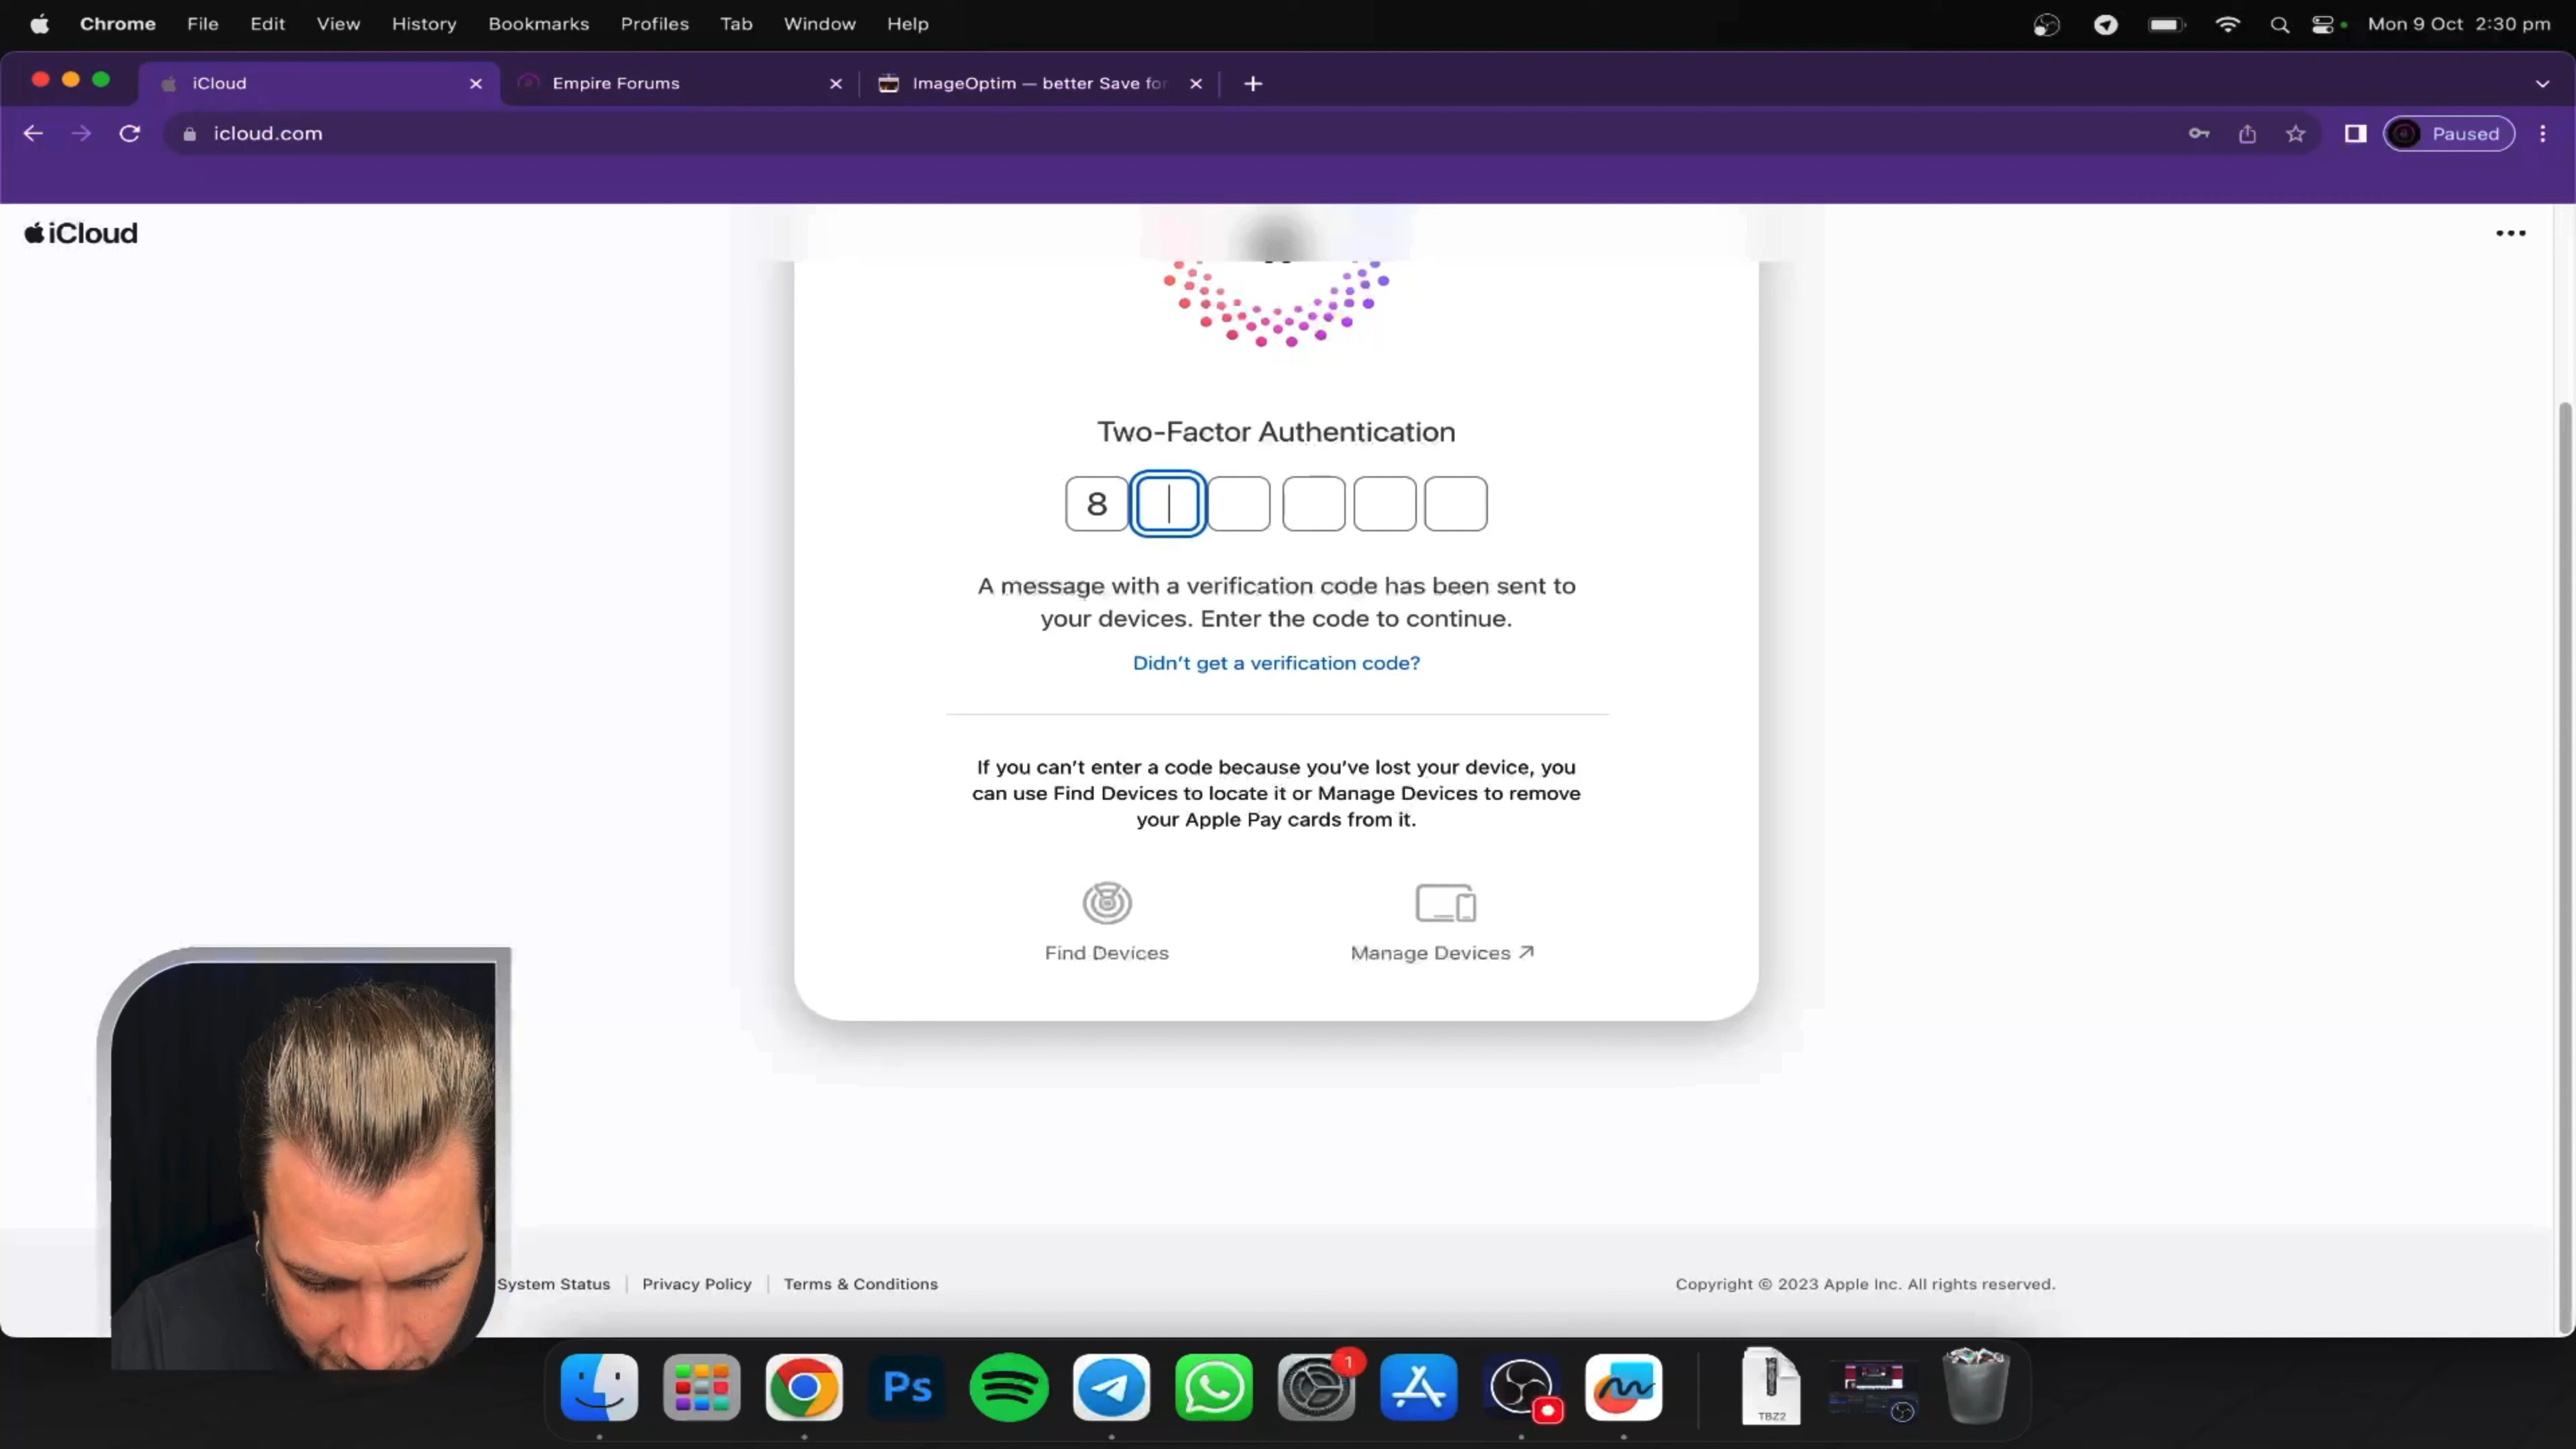 Chrome File Edit View History Bookmarks Profiles Tab Window Help Mon 9 Oct 2:30 pm
iCloud Empire Forums ImageOptim — better Save for
icloud.com Paused
iCloud
Two-Factor Authentication
8
A message with a verification code has been sent to
your devices. Enter the code to continue.
Didn't get a verification code?
If you can't enter a code because you've lost your device, you
can use Find Devices to locate it or Manage Devices to remove
your Apple Pay cards from it.
Find Devices Manage Devices
System Status Privacy Policy Terms & Conditions Copyright © 2023 Apple Inc. All rights reserved.
Ps 1
TBZ2